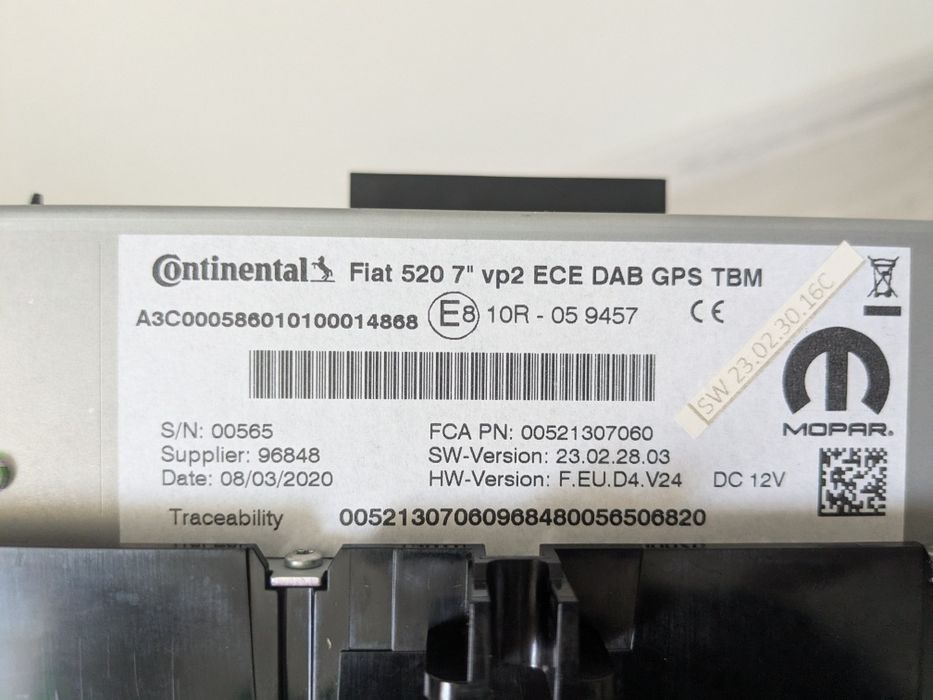 Continental Fiat 520 7" vp2 ECE DAB GPS TBM
A3C000586010100014868 E8 10R - 05 9457 CE
SW 23.02.30.16C
MOPAR®
S/N: 00565 FCA PN: 00521307060
Supplier: 96848 SW-Version: 23.02.28.03
Date: 08/03/2020 HW-Version: F.EU.D4.V24 DC 12V
Traceability 005213070609684800565​06820